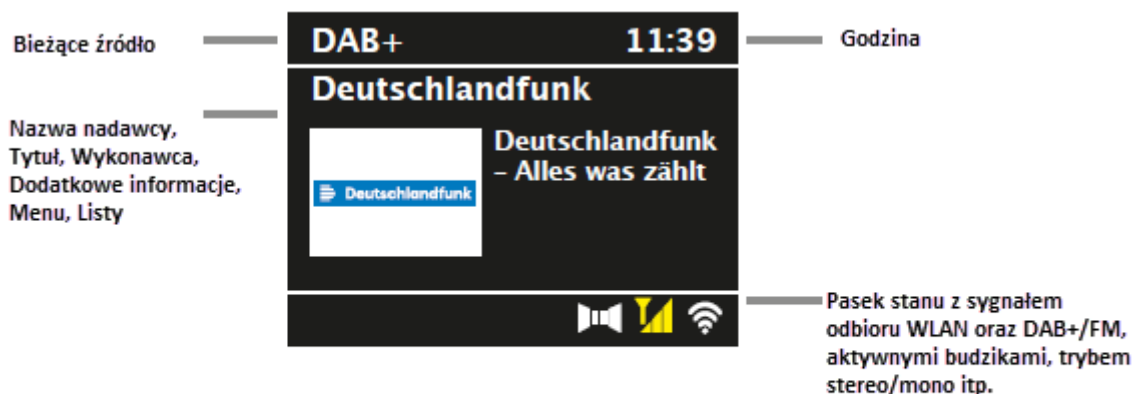 Bieżące źródło
DAB+
11:39
Godzina
Deutschlandfunk
Nazwa nadawcy,
Tytuł, Wykonawca,
Dodatkowe informacje,
Menu, Listy
Deutschlandfunk
– Alles was zählt
Deutschlandfunk
Pasek stanu z sygnałem
odbioru WLAN oraz DAB+/FM,
aktywnymi budzikami, trybem
stereo/mono itp.